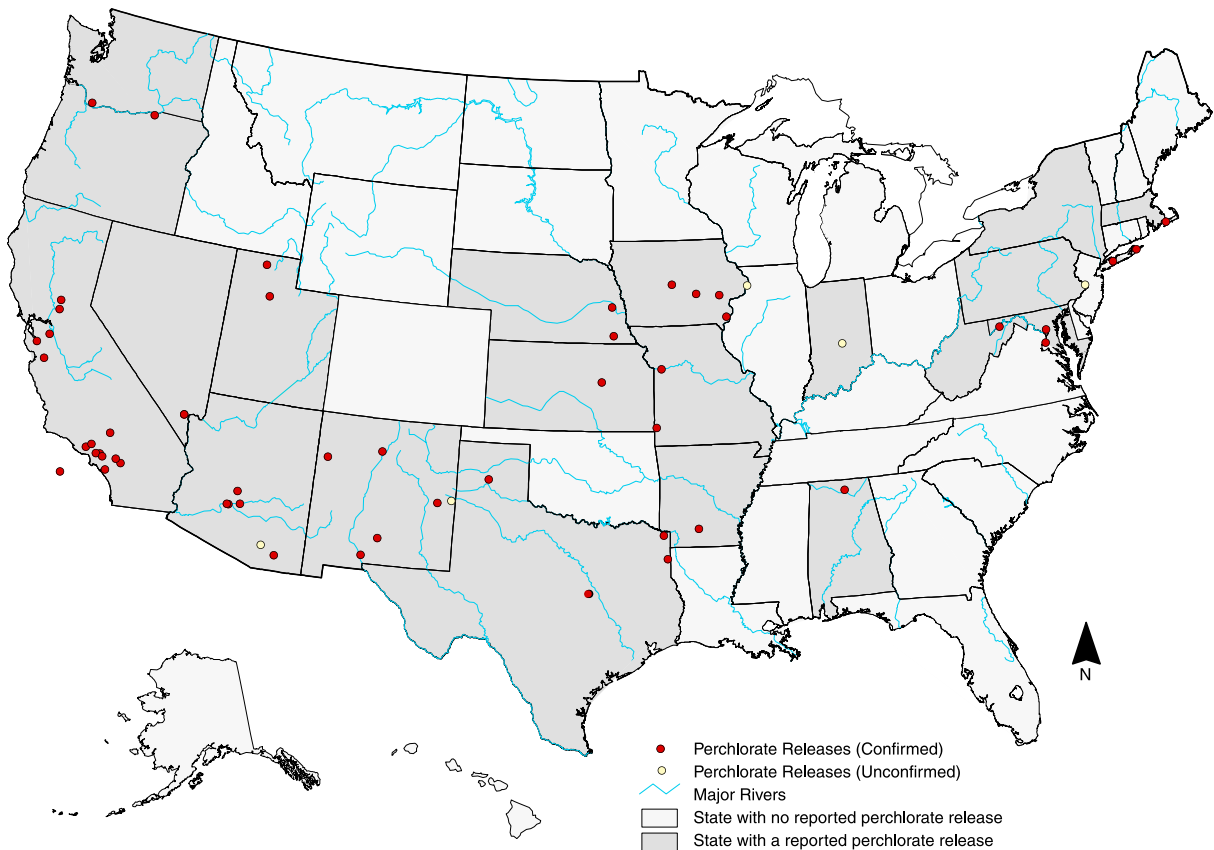 N
Perchlorate Releases (Confirmed)
Perchlorate Releases (Unconfirmed)
Major Rivers
State with no reported perchlorate release
State with a reported perchlorate release